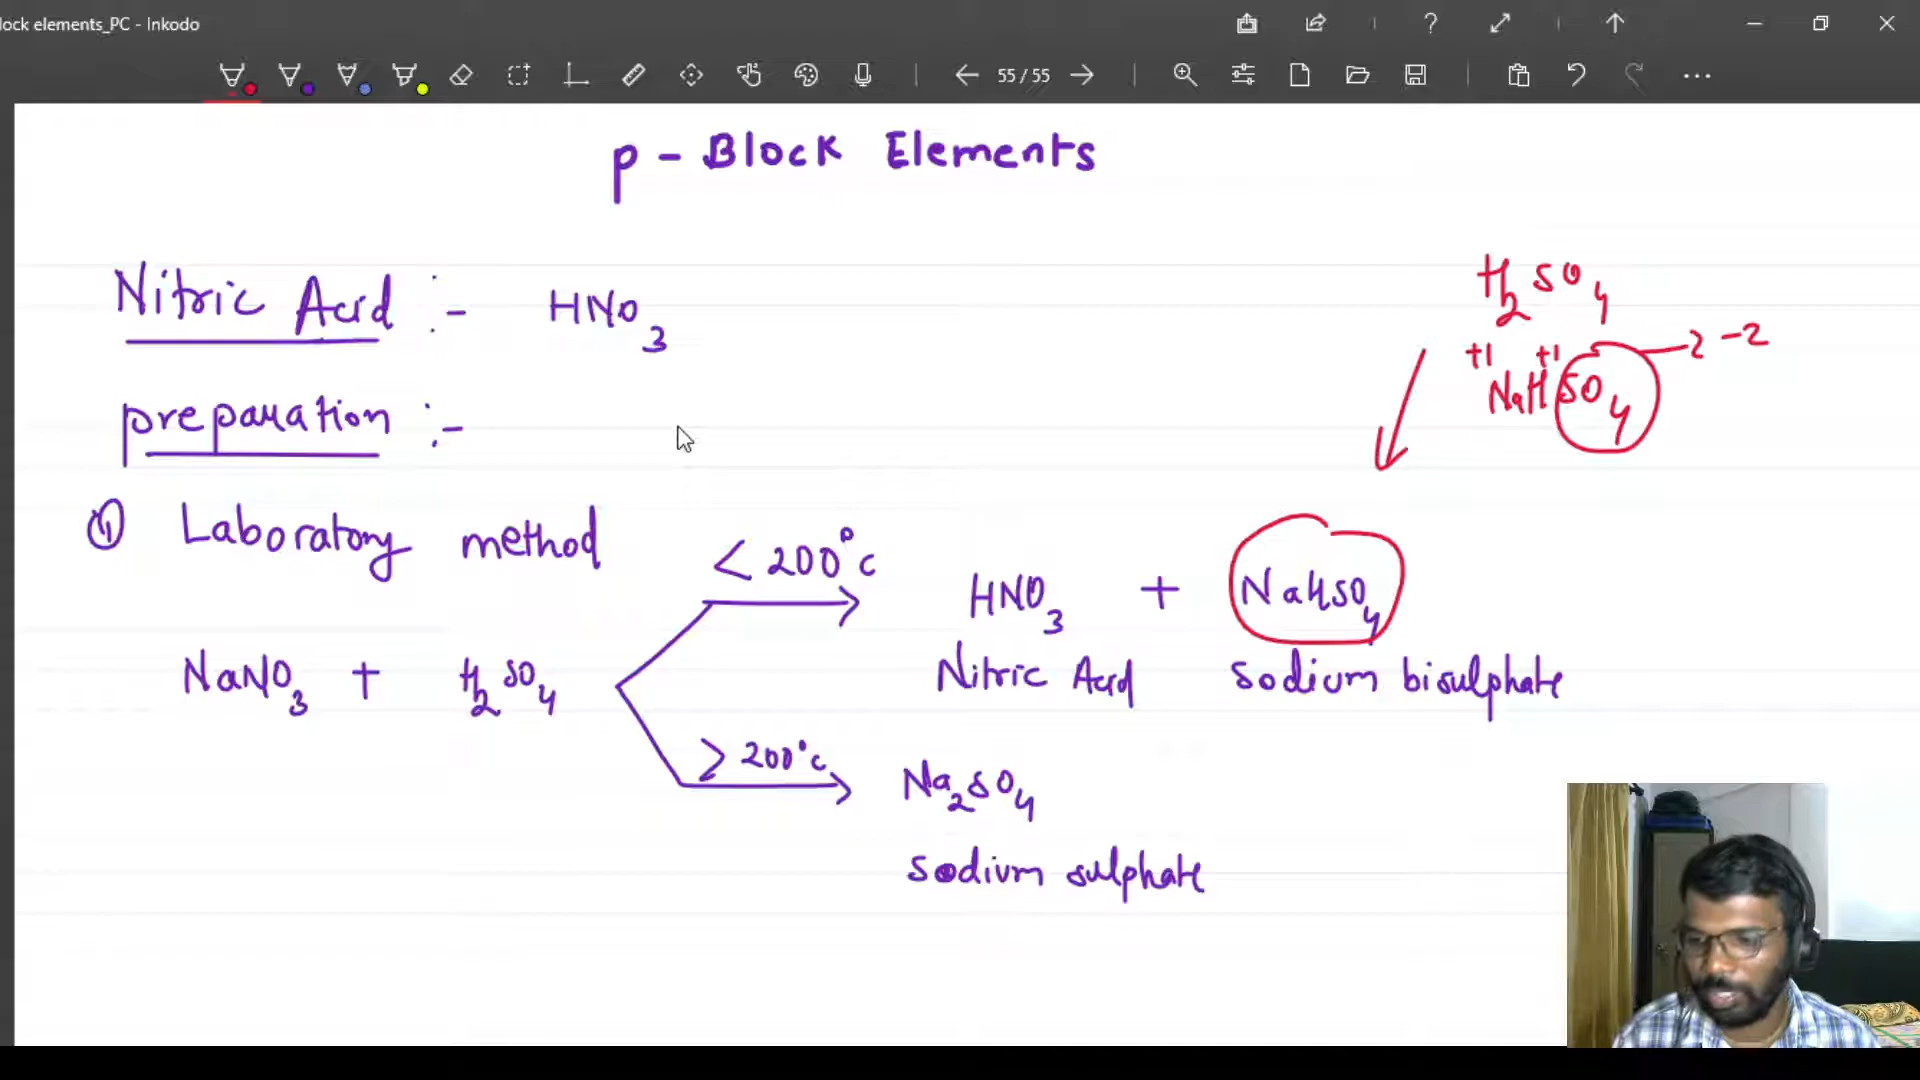 lock elements_PC - Inkodo
55 / 55
p - Block Elements
Nitric Acid :- HNO3
H2SO4
+1 +1 2 -2
NaHSO4
preparation :-
① Laboratory method
< 200°C
HNO3 + NaHSO4
NaNO3 + H2SO4
Nitric Acid sodium bisulphate
> 200°C
Na2SO4
sodium sulphate